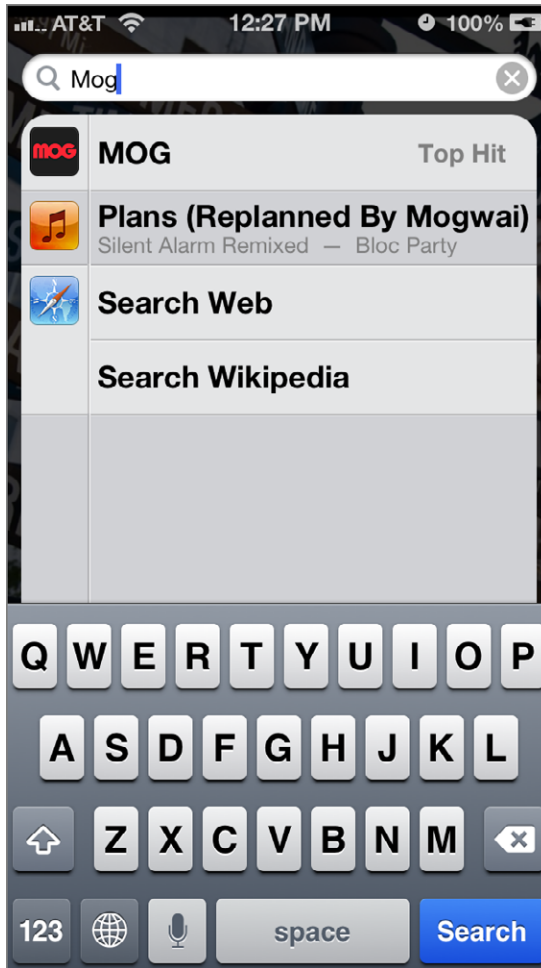 AT&T 12:27 PM 100%
Mog
mog MOG Top Hit
Plans (Replanned By Mogwai)
Silent Alarm Remixed — Bloc Party
Search Web
Search Wikipedia
Q W E R T Y U I O P
A S D F G H J K L
Z X C V B N M
123 space Search